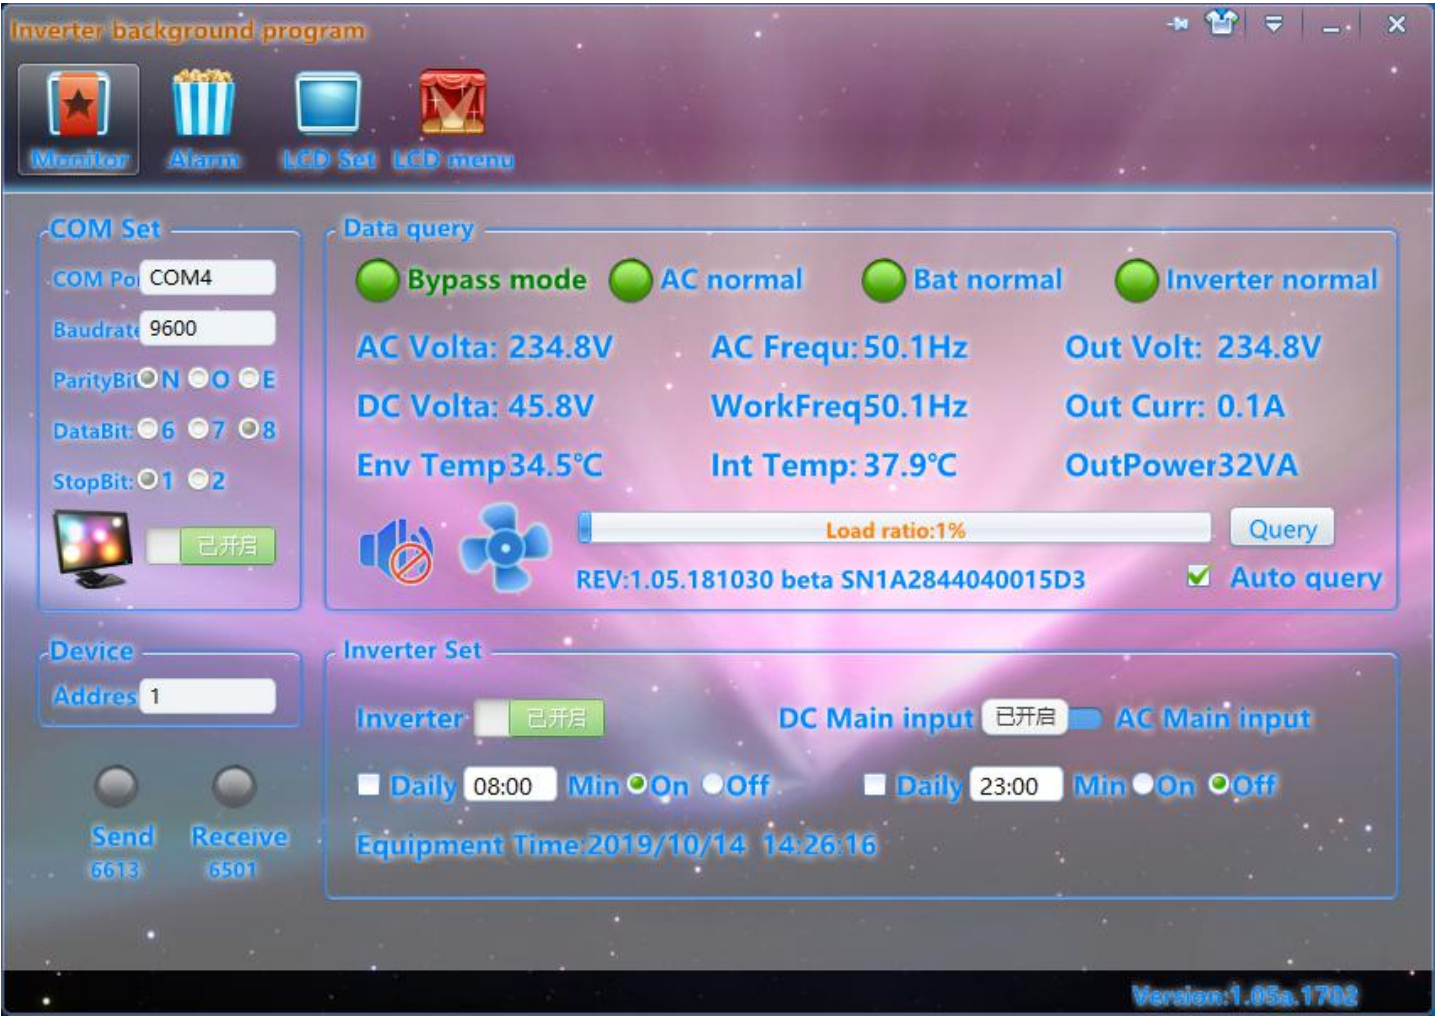 Inverter background program
Monitor Alarm LCD Set LCD menu
COM Set
COM Por COM4
Baudrate 9600
ParityBit N O E
DataBit: 6 7 8
StopBit: 1 2
已开启
Data query
Bypass mode AC normal Bat normal Inverter normal
AC Volta: 234.8V AC Frequ: 50.1Hz Out Volt: 234.8V
DC Volta: 45.8V WorkFreq50.1Hz Out Curr: 0.1A
Env Temp34.5℃ Int Temp: 37.9℃ OutPower32VA
Load ratio:1% Query
REV:1.05.181030 beta SN1A2844040015D3 Auto query
Device
Addres 1
Send Receive
6613 6501
Inverter Set
Inverter 已开启 DC Main input 已开启 AC Main input
Daily 08:00 Min On Off Daily 23:00 Min On Off
Equipment Time:2019/10/14 14:26:16
Version:1.05a.1702